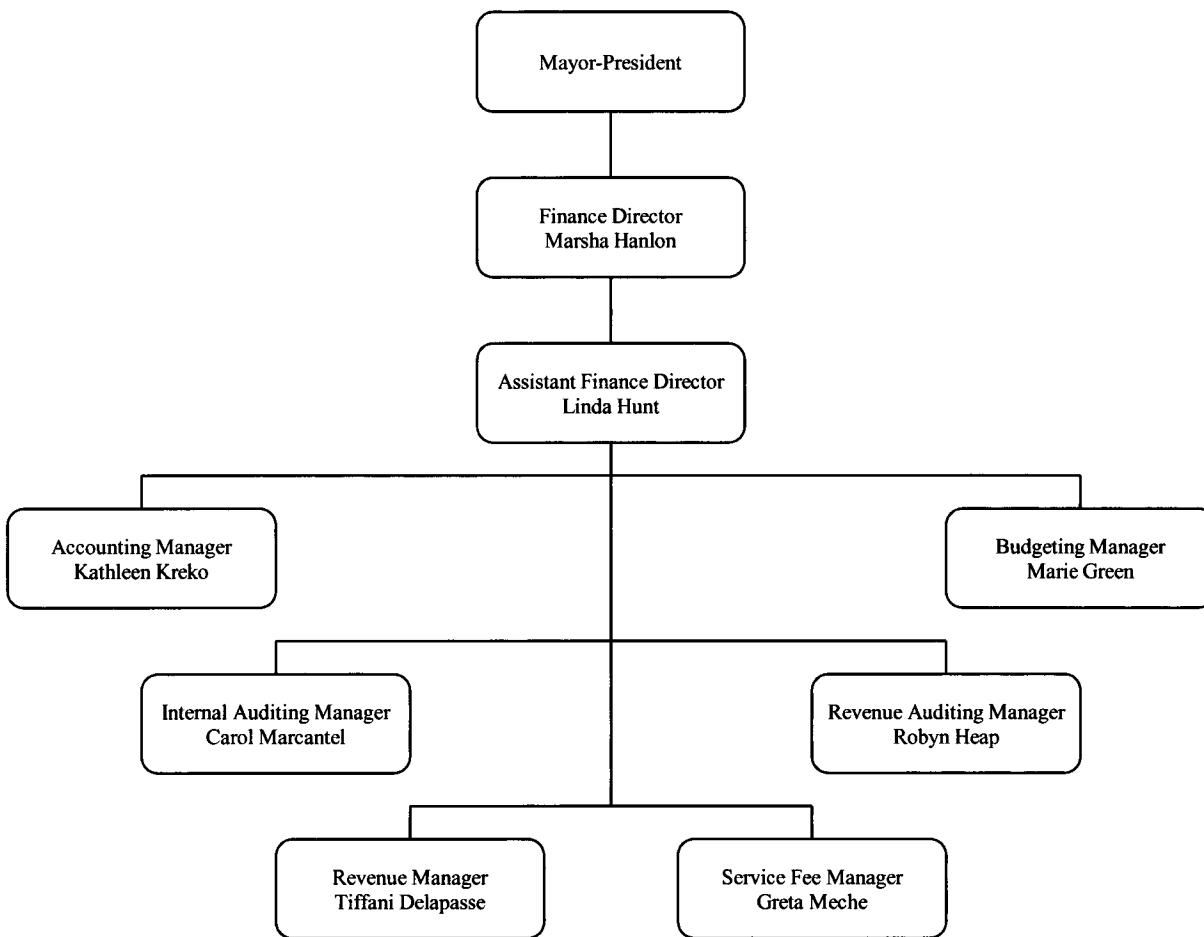 Mayor-President
Finance Director
Marsha Hanlon
Assistant Finance Director
Linda Hunt
Accounting Manager
Kathleen Kreko
Budgeting Manager
Marie Green
Internal Auditing Manager
Carol Marcantel
Revenue Auditing Manager
Robyn Heap
Revenue Manager
Tiffani Delapasse
Service Fee Manager
Greta Meche